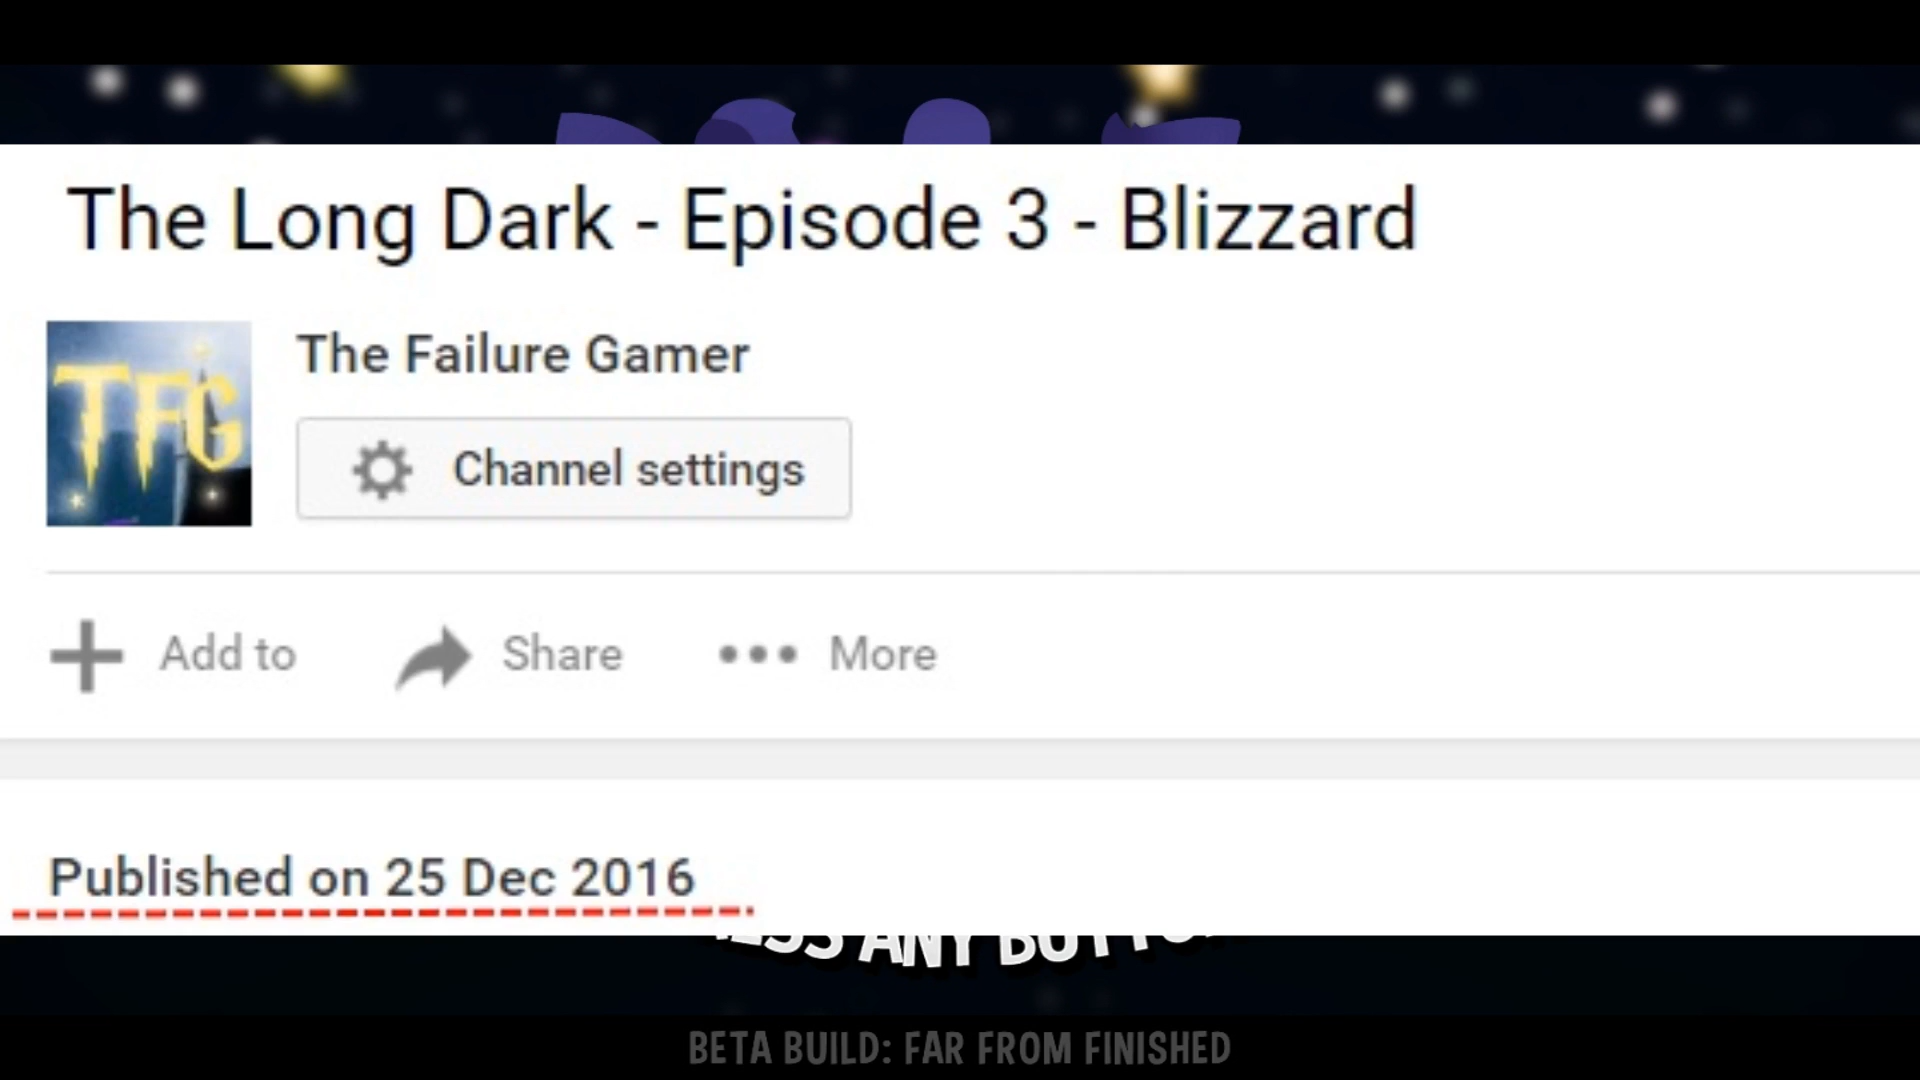 The Long Dark - Episode 3 - Blizzard
TFG
The Failure Gamer
Channel settings
Add to
Share
More
Published on 25 Dec 2016
ANY
BETA BUILD: FAR FROM FINISHED